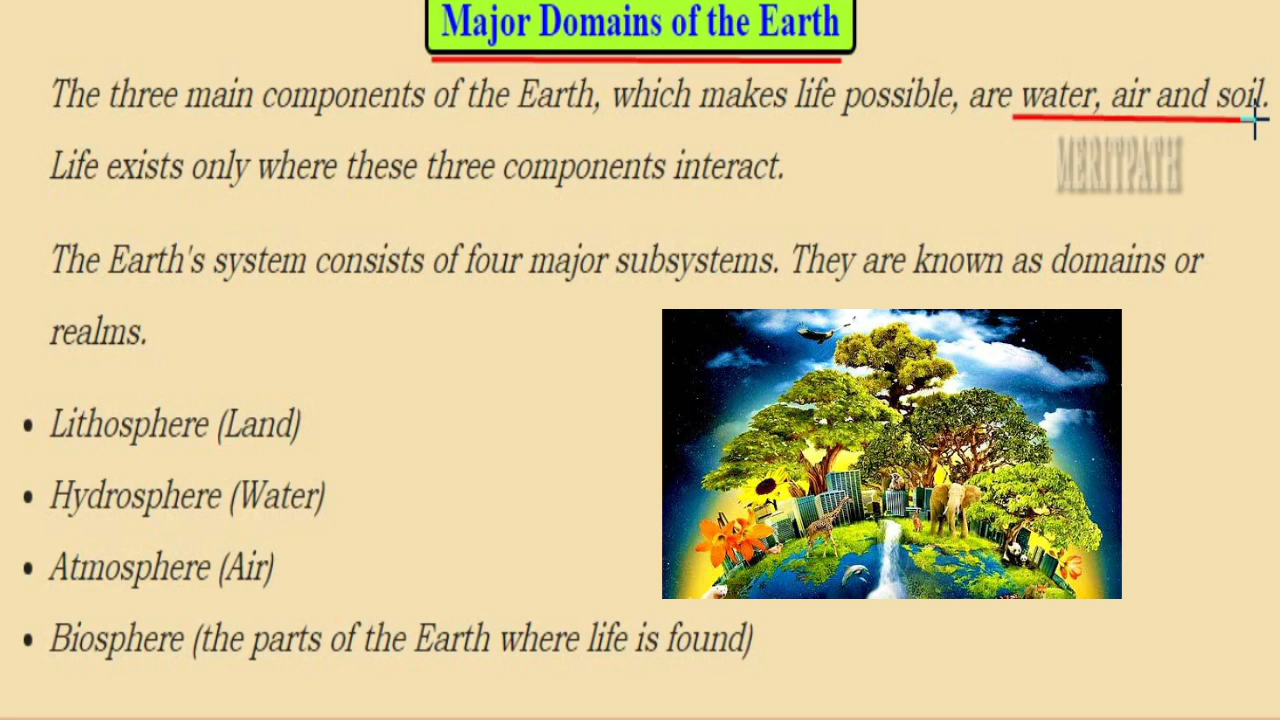 Major Domains of the Earth
The three main components of the Earth, which makes life possible, are water, air and soil.
MERITPATH
Life exists only where these three components interact.
The Earth's system consists of four major subsystems. They are known as domains or
realms.
• Lithosphere (Land)
• Hydrosphere (Water)
• Atmosphere (Air)
• Biosphere (the parts of the Earth where life is found)